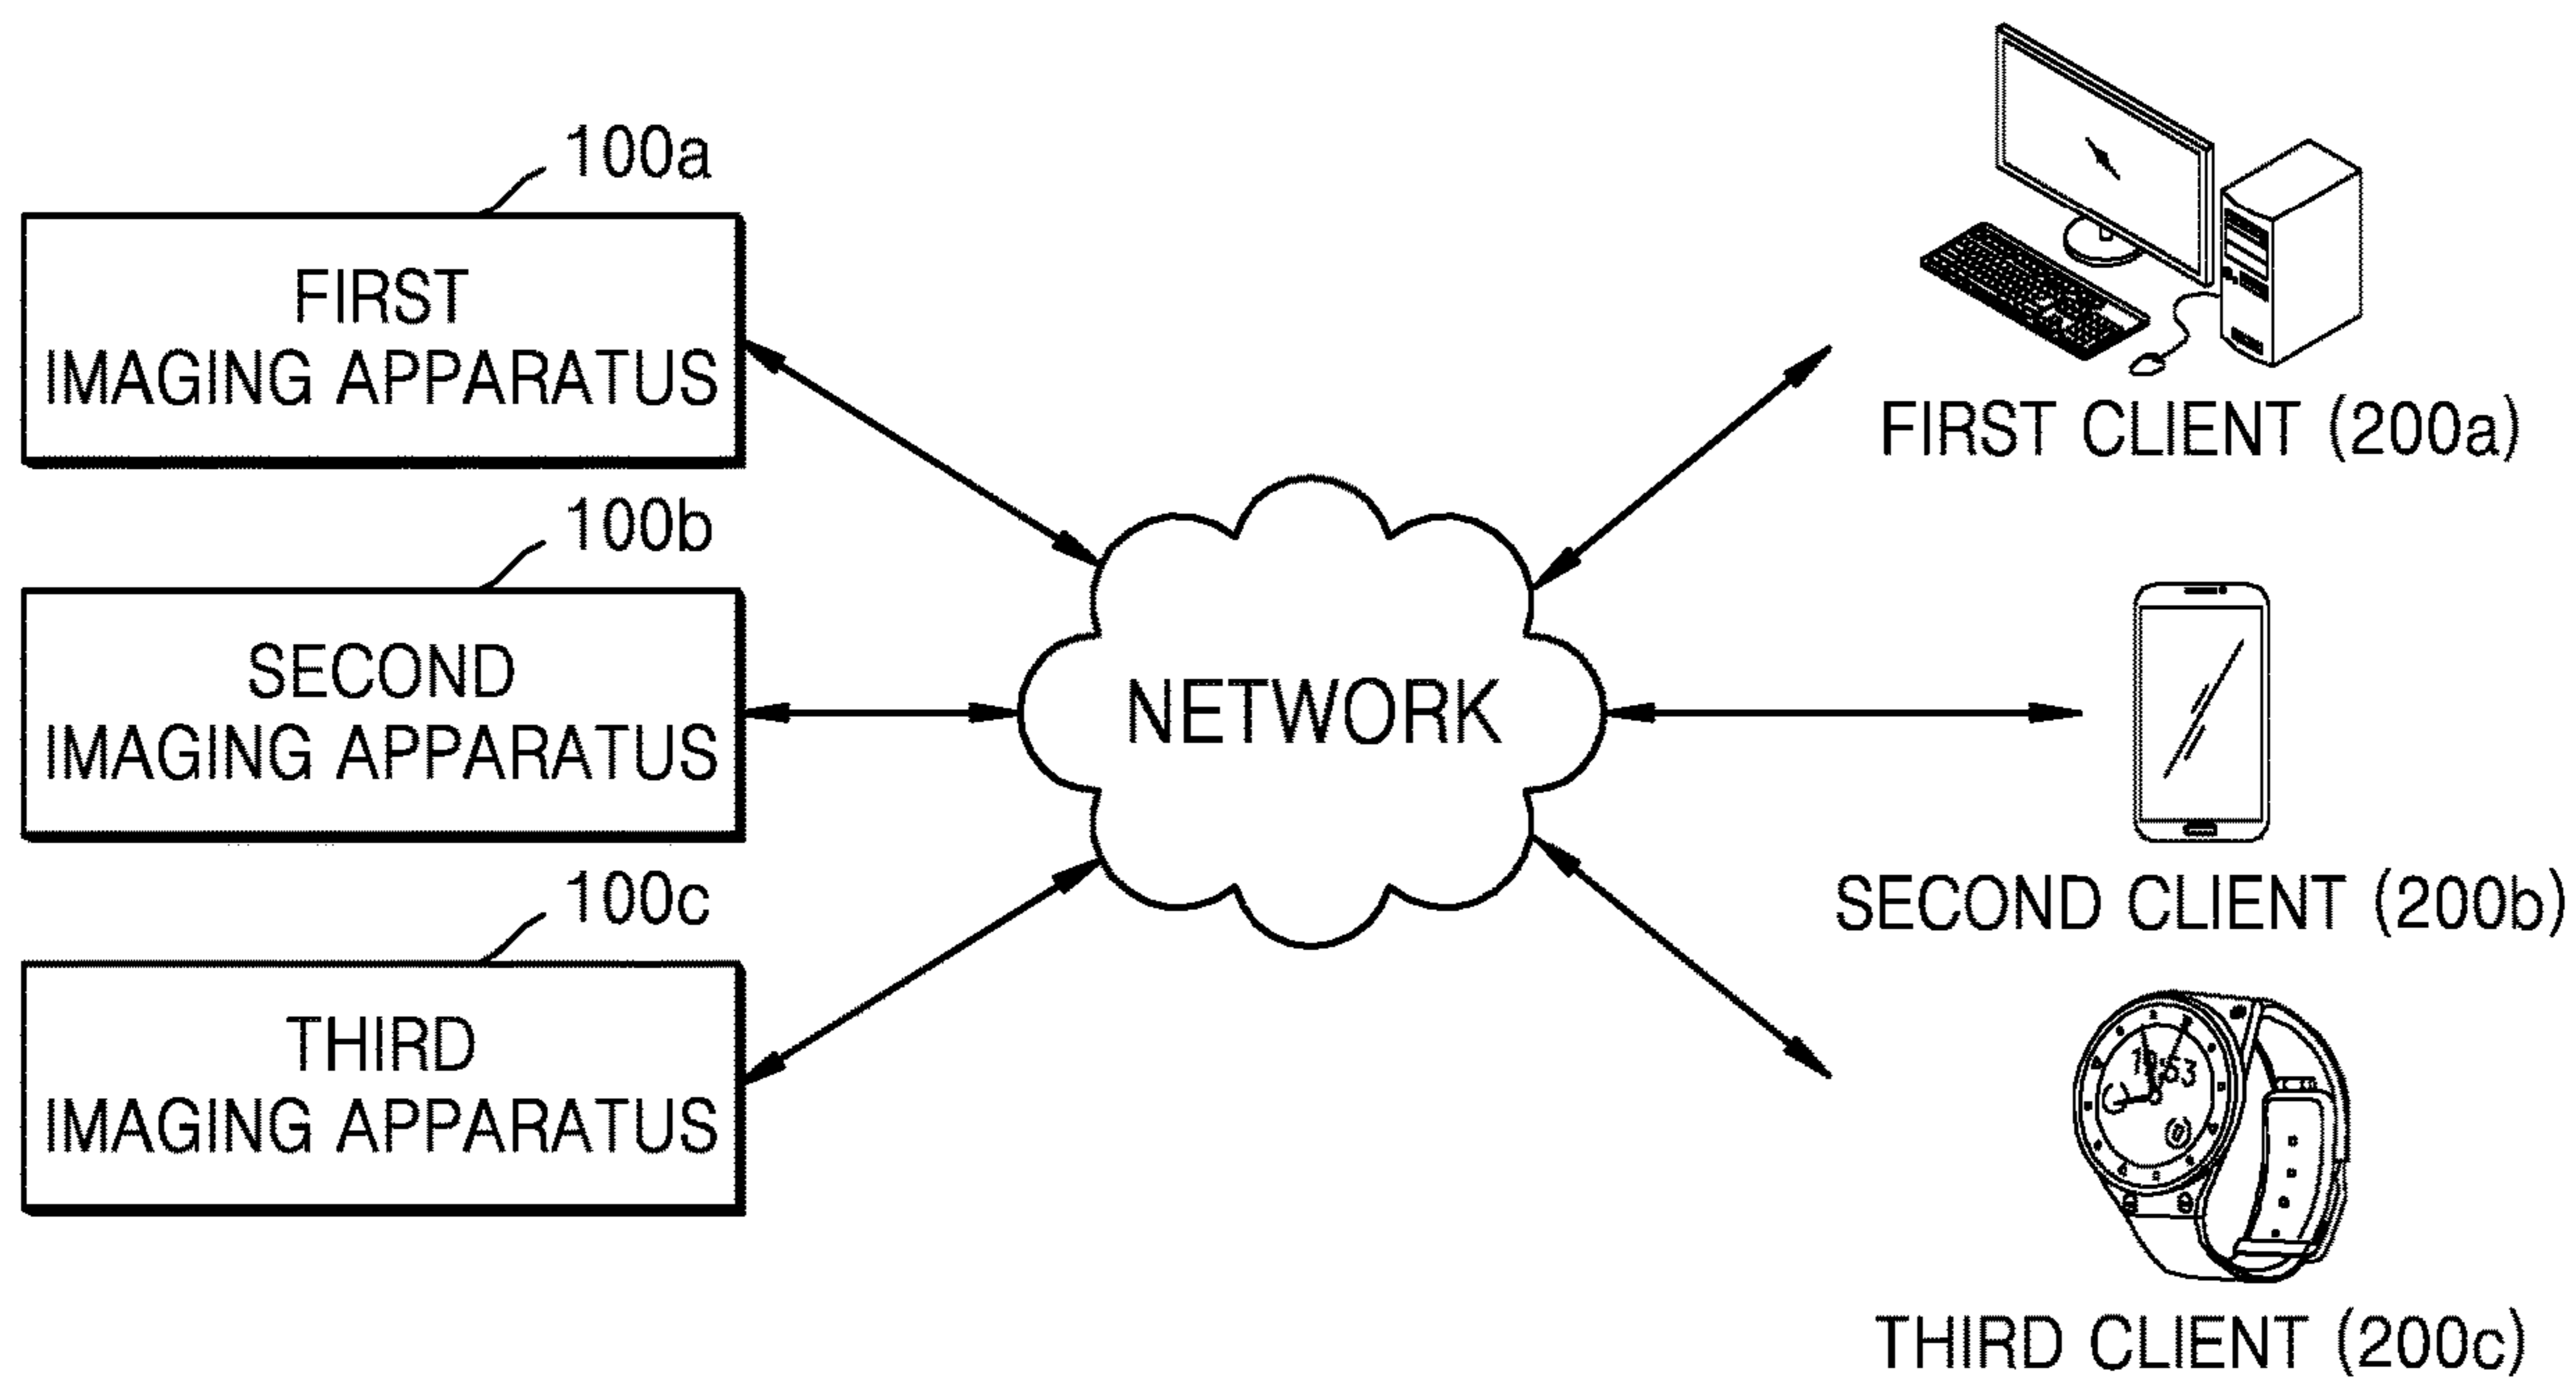 100a
FIRST
IMAGING APPARATUS
100b
SECOND
IMAGING APPARATUS
100c
THIRD
IMAGING APPARATUS
NETWORK
FIRST CLIENT (200a)
SECOND CLIENT (200b)
THIRD CLIENT (200c)